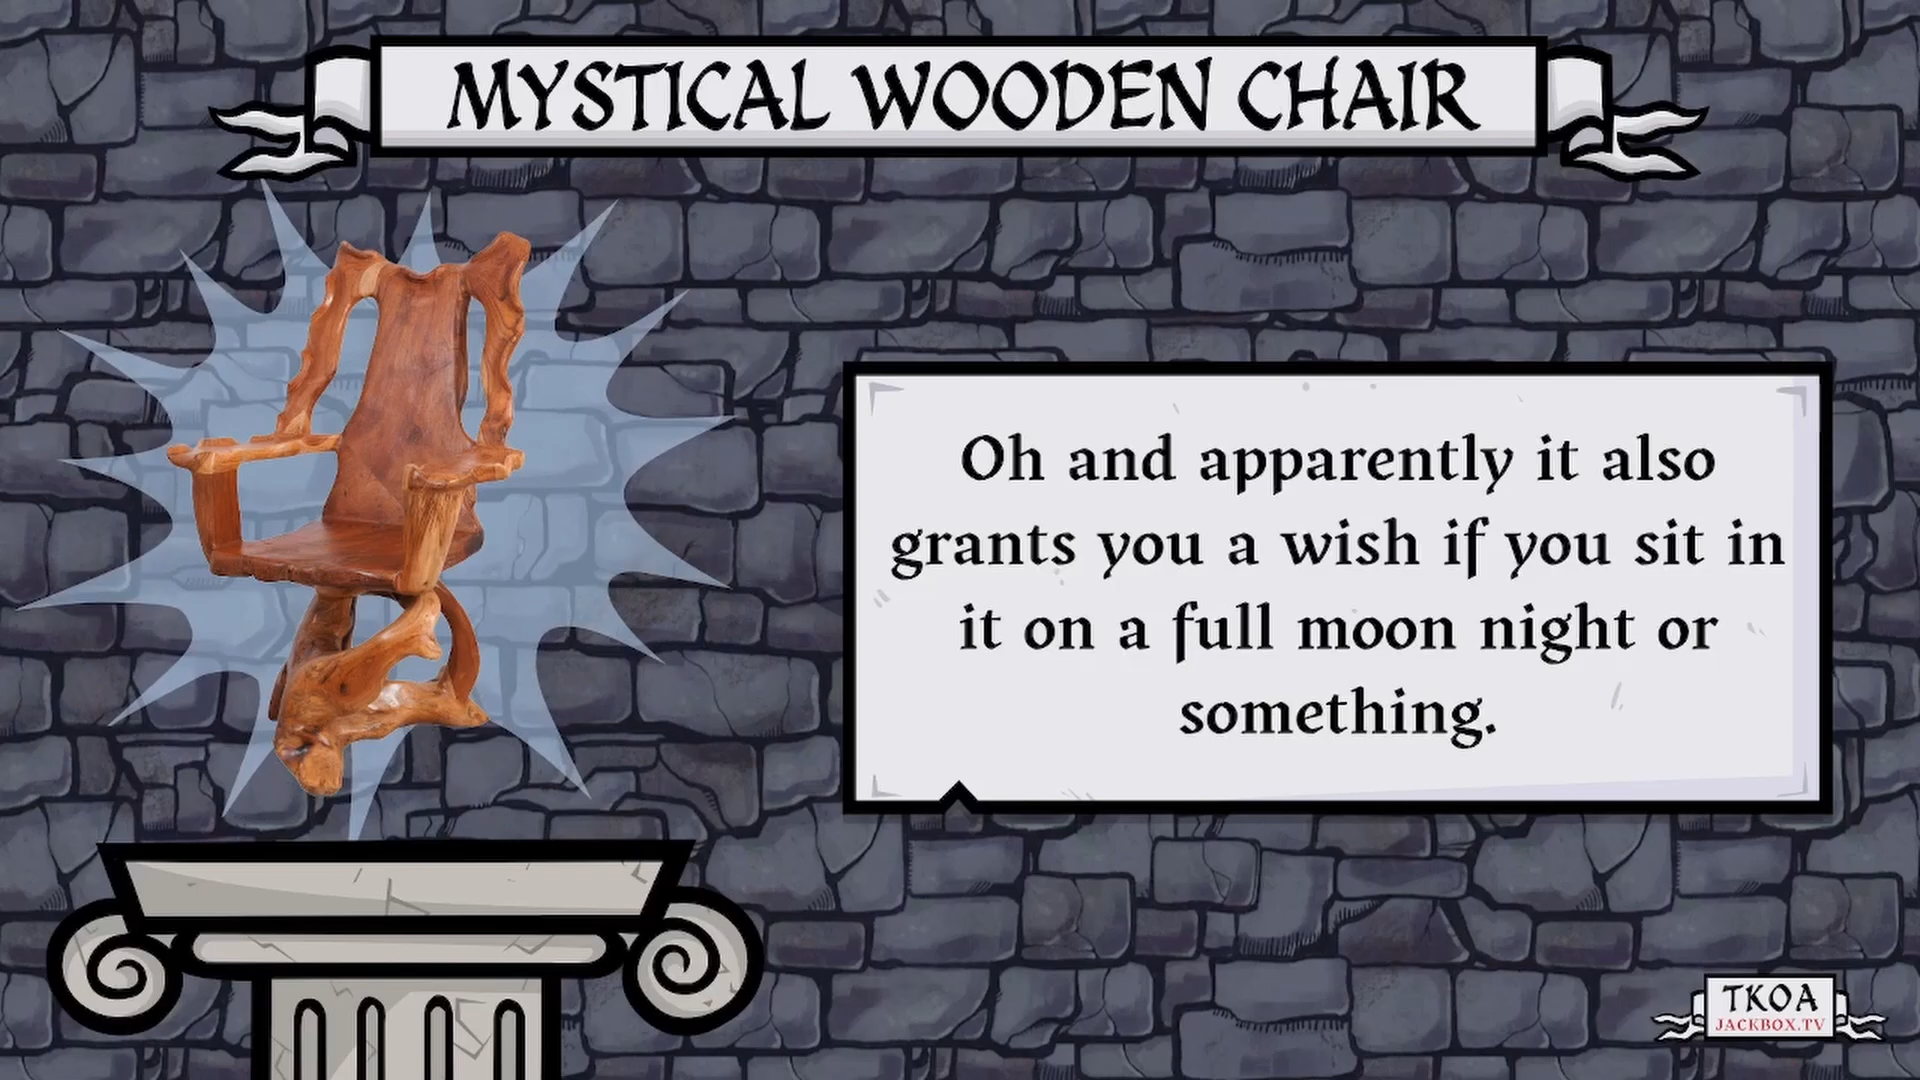 MYSTICAL WOODEN CHAIR
Oh and apparently it also
grants you a wish if you sit in
it on a full moon night or
something.
TKOA
JACKBOX.TV